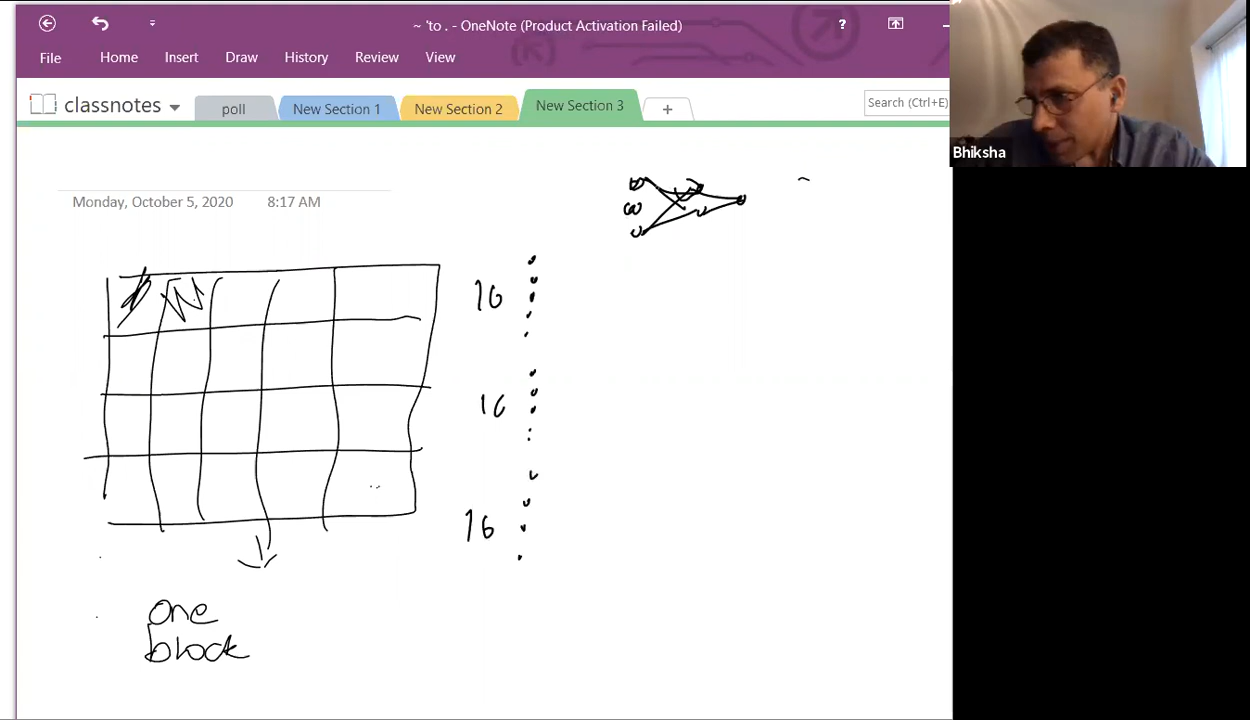 ~ 'to . - OneNote (Product Activation Failed)
?
File Home Insert Draw History Review View
classnotes
poll
New Section 1
New Section 2
New Section 3
+
Search (Ctrl+E)
Bhiksha
Monday, October 5, 2020 8:17 AM
16
16
16
one
block